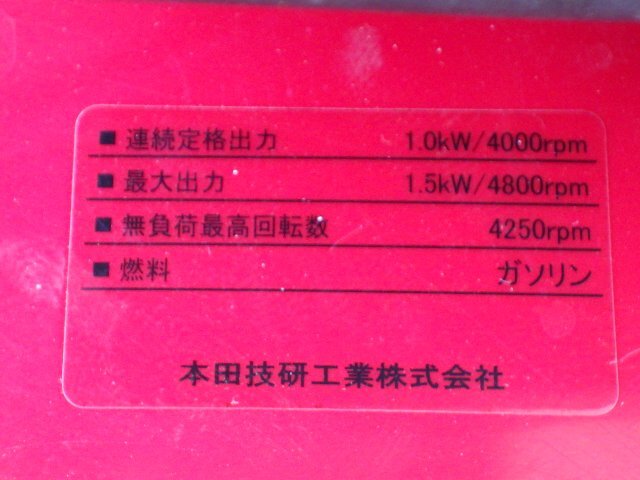 ■ 連続定格出力 1.0kW/4000rpm
■ 最大出力 1.5kW/4800rpm
■ 無負荷最高回転数 4250rpm
■ 燃料 ガソリン
本田技研工業株式会社